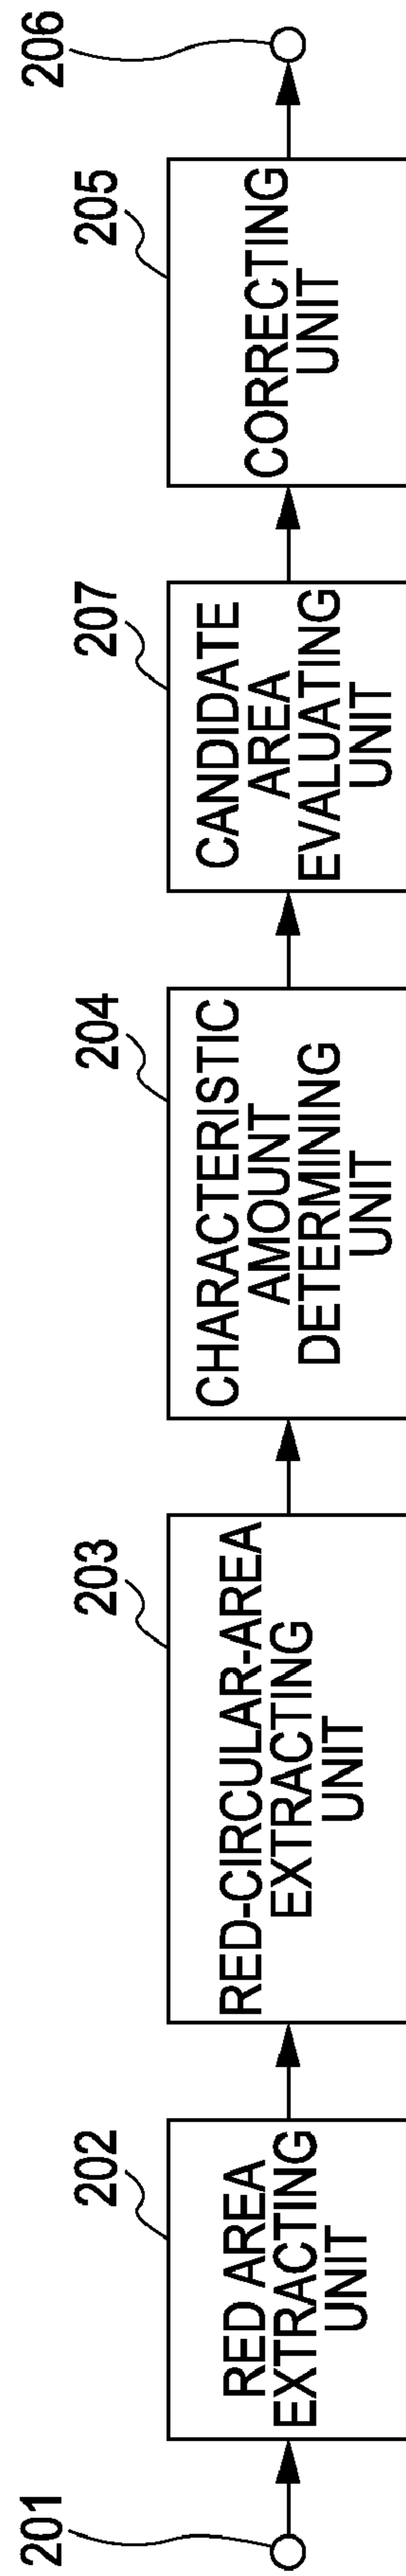 201
202
RED AREA
EXTRACTING
UNIT
203
RED-CIRCULAR-AREA
EXTRACTING
UNIT
204
CHARACTERISTIC
AMOUNT
DETERMINING
UNIT
207
CANDIDATE
AREA
EVALUATING
UNIT
205
CORRECTING
UNIT
206